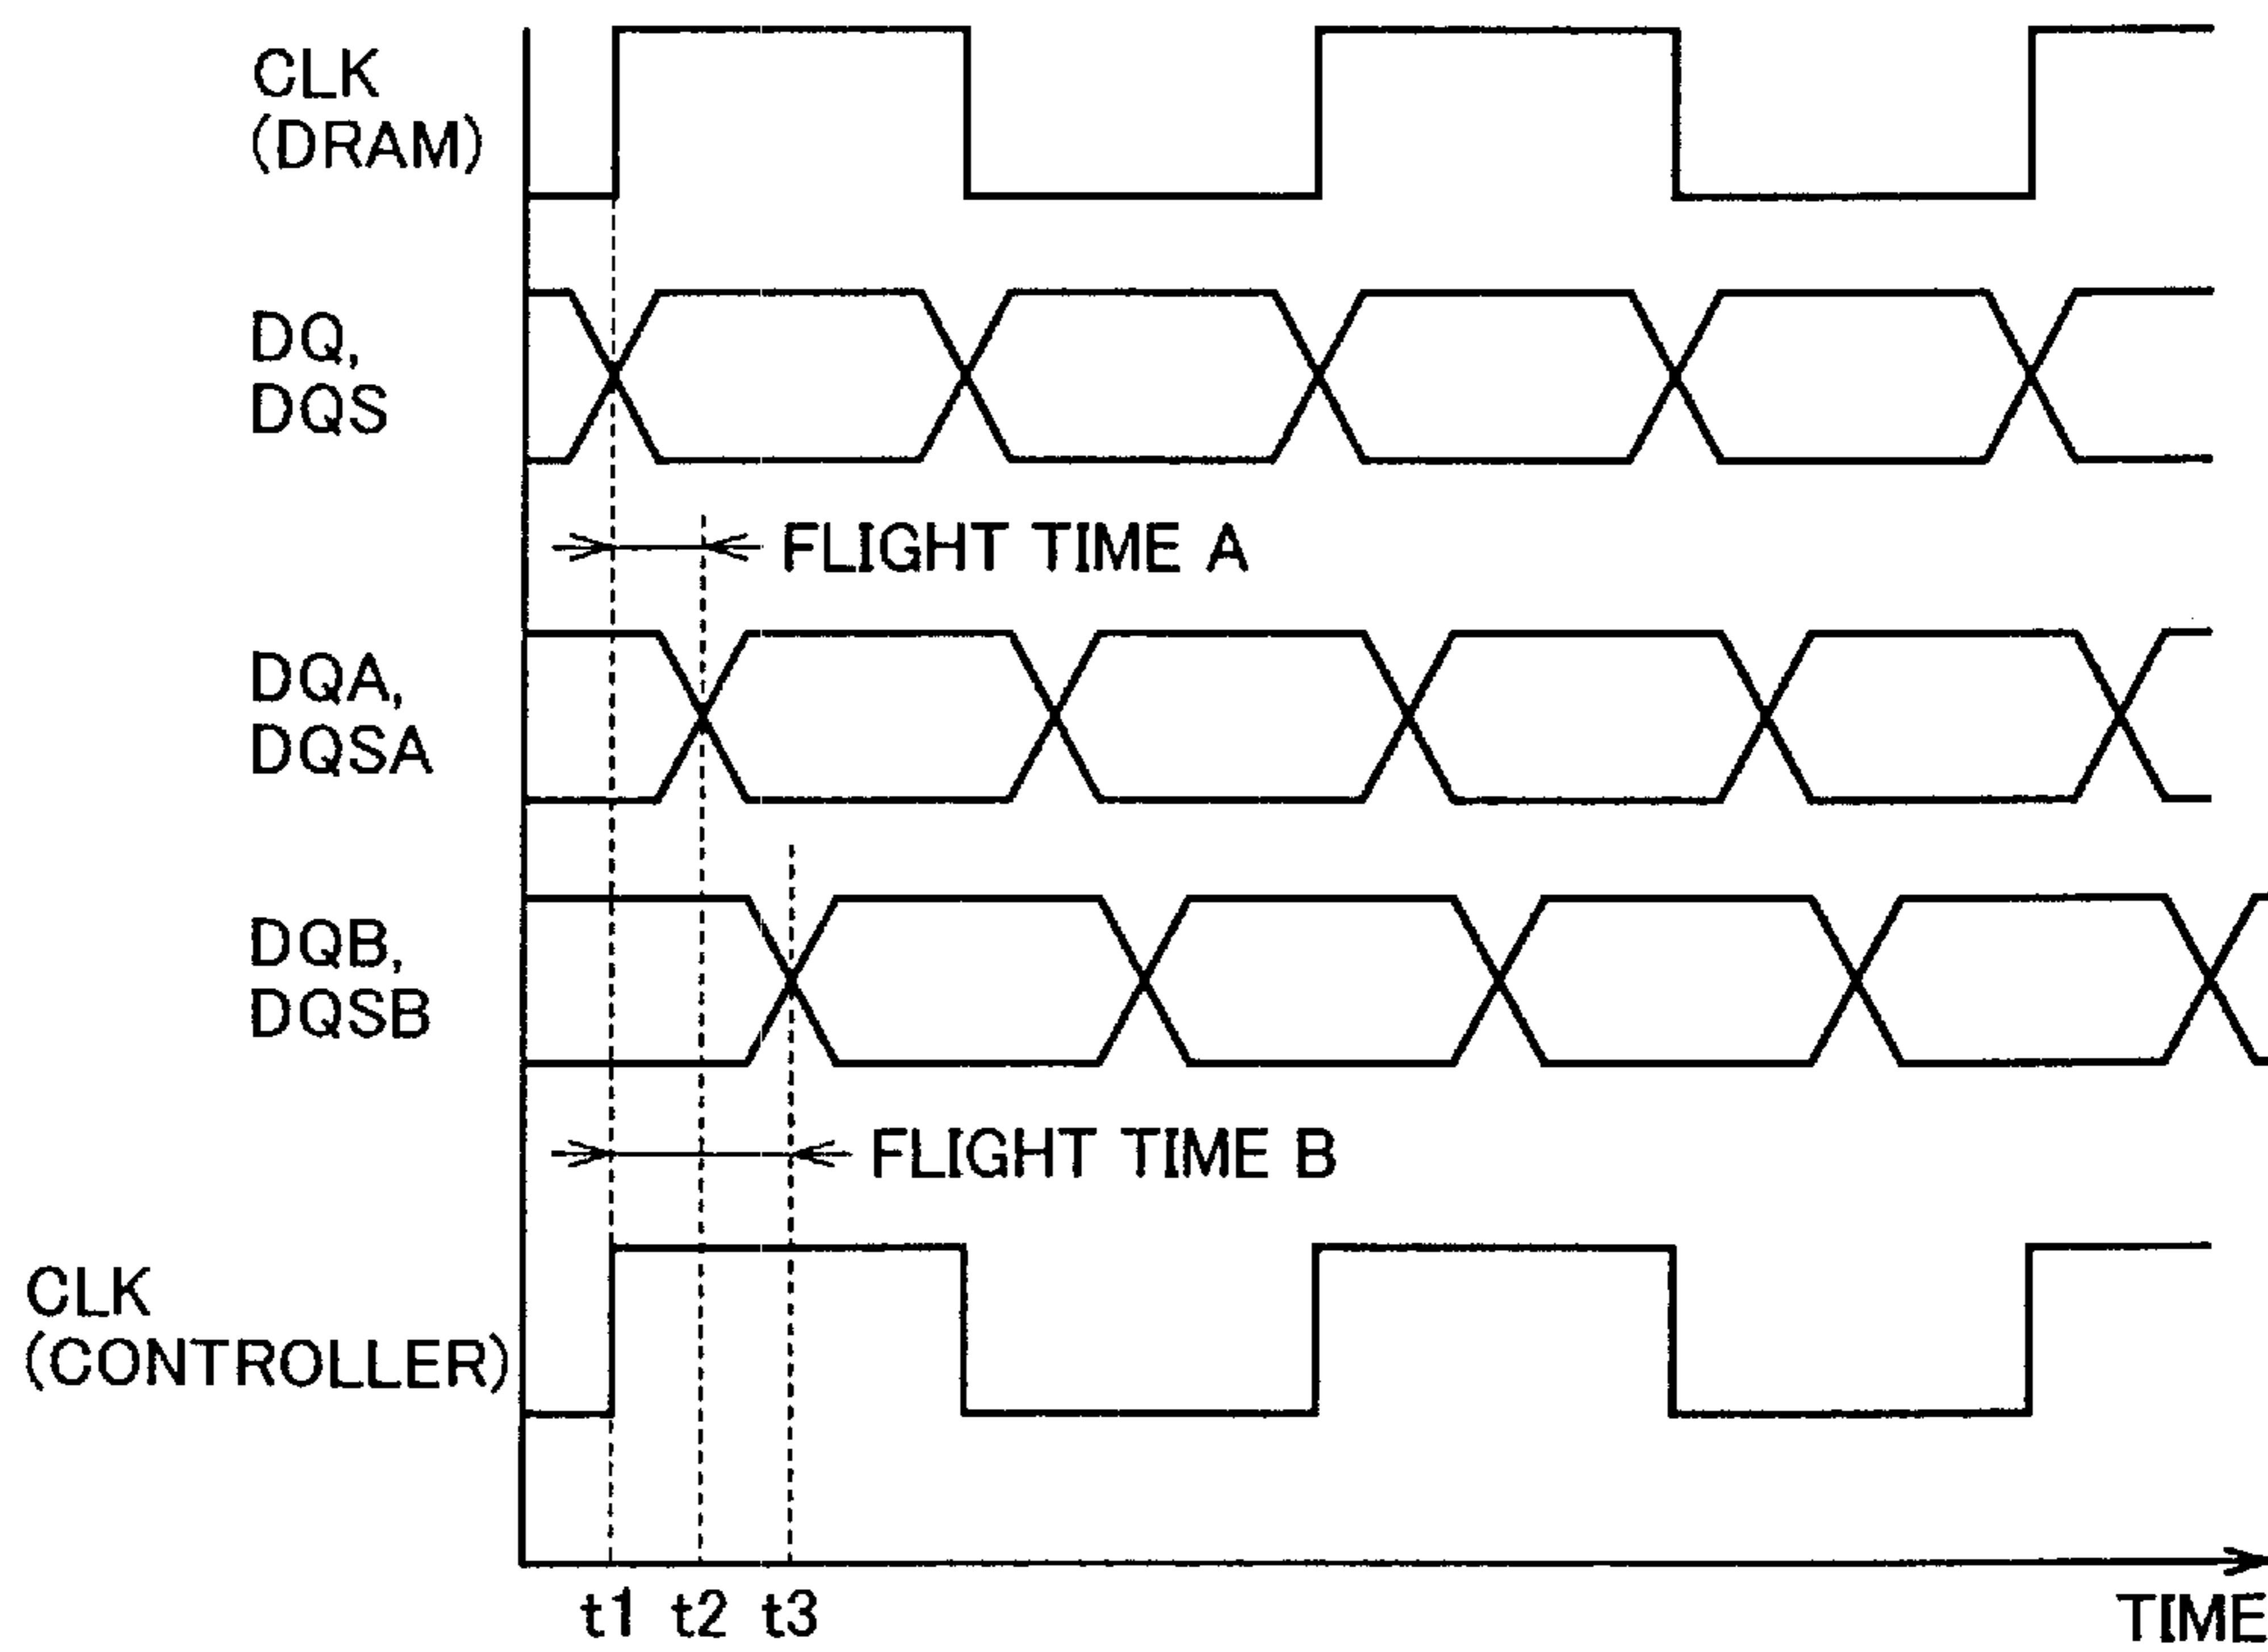 CLK
(DRAM)
DQ,
DQS
FLIGHT TIME A
DQA,
DQSA
DQB,
DQSB
FLIGHT TIME B
CLK
(CONTROLLER)
t1 t2 t3
TIME